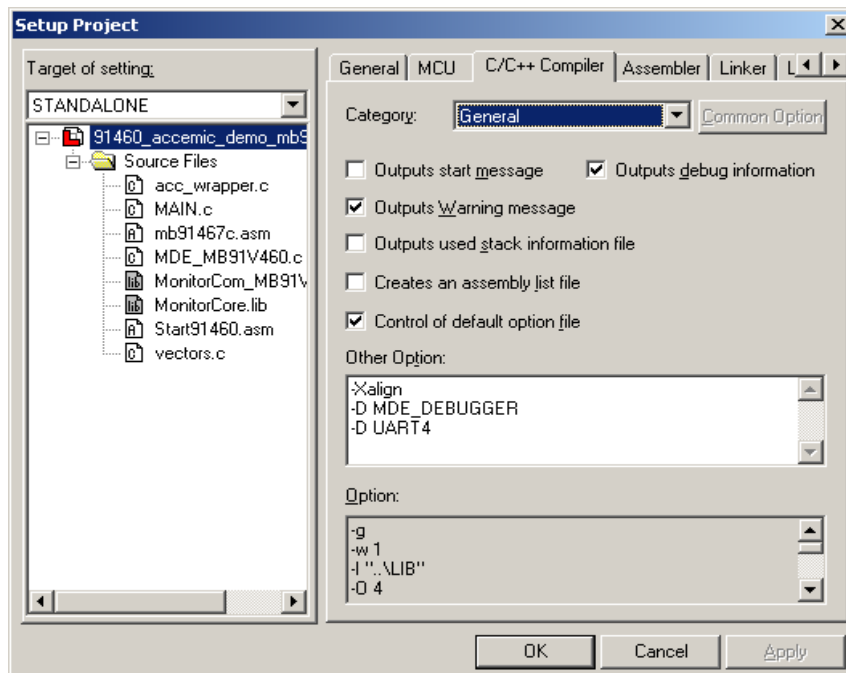 Setup Project
Target of setting:
STANDALONE
91460_accemic_demo_mb9
Source Files
acc_wrapper.c
MAIN.c
mb91467c.asm
MDE_MB91V460.c
MonitorCom_MB91V
MonitorCore.lib
Start91460.asm
vectors.c
General MCU C/C++ Compiler Assembler Linker L
Category: General Common Option
Outputs start message Outputs debug information
Outputs Warning message
Outputs used stack information file
Creates an assembly list file
Control of default option file
Other Option:
-Xalign
-D MDE_DEBUGGER
-D UART4
Option:
-g
-w 1
-I "..\LIB"
-O 4
OK Cancel Apply